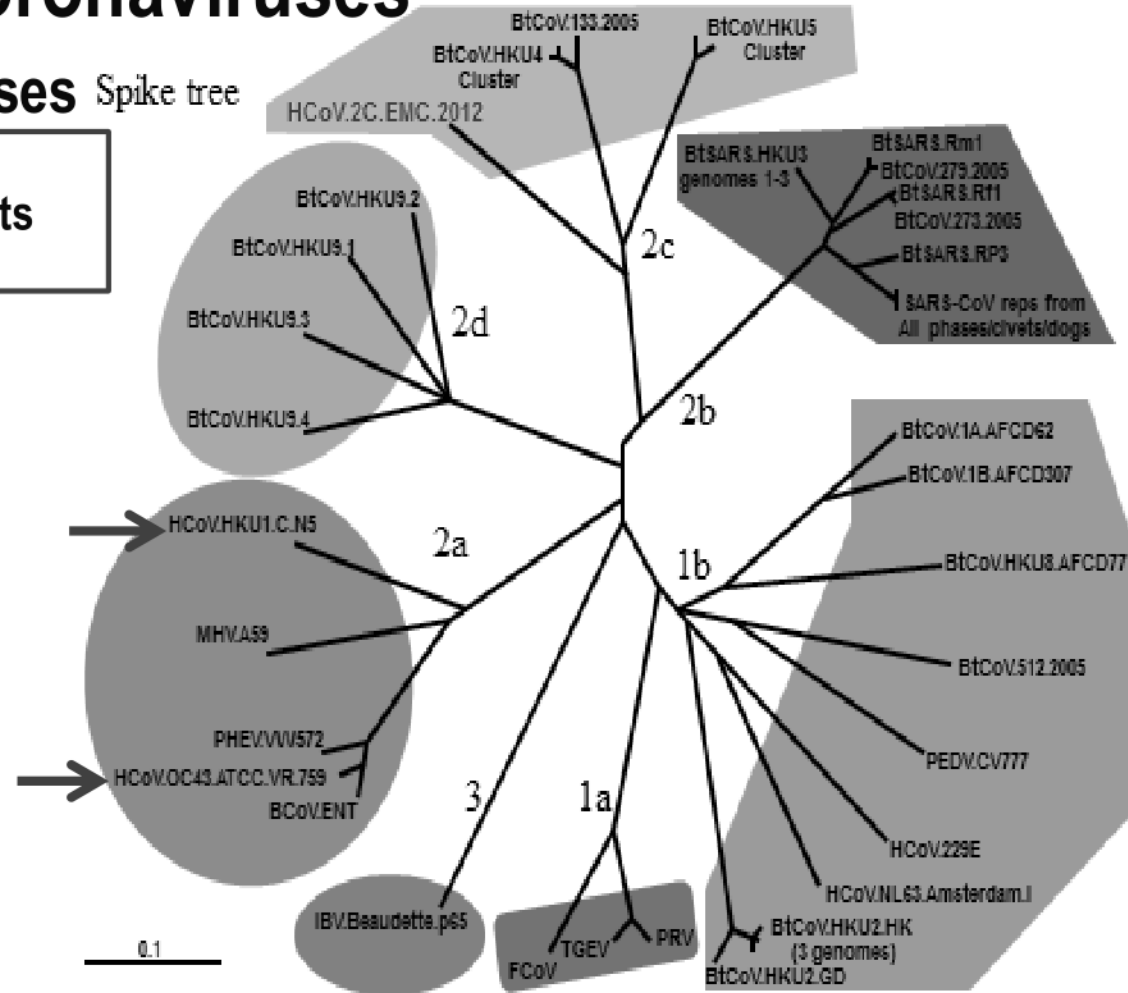 oronaviruses
ses Spike tree
ts
BtCoV.133.2005
BtCoV.HKU5
Cluster
BtCoV.HKU4
Cluster
HCoV.2C.EMC.2012
2c
BtSARS.HKU3
genomes 1-3
BtSARS.Rm1
BtCoV.279.2005
BtSARS.Rf1
BtCoV.273.2005
BtSARS.RP3
SARS-CoV reps from
All phases/civets/dogs
2b
BtCoV.HKU9.2
BtCoV.HKU9.1
BtCoV.HKU9.3
BtCoV.HKU9.4
2d
BtCoV.1A.AFCD62
BtCoV.1B.AFCD307
BtCoV.HKU8.AFCD77
BtCoV.512.2005
PEDV.CV777
HCoV.229E
HCoV.NL63.Amsterdam.I
BtCoV.HKU2.HK
(3 genomes)
BtCoV.HKU2.GD
1b
HCoV.HKU1.C.N5
2a
MHV.A59
PHEV.VW572
HCoV.OC43.ATCC.VR.759
BCoV.ENT
3
1a
IBV.Beaudette.p65
FCoV
TGEV
PRV
0.1